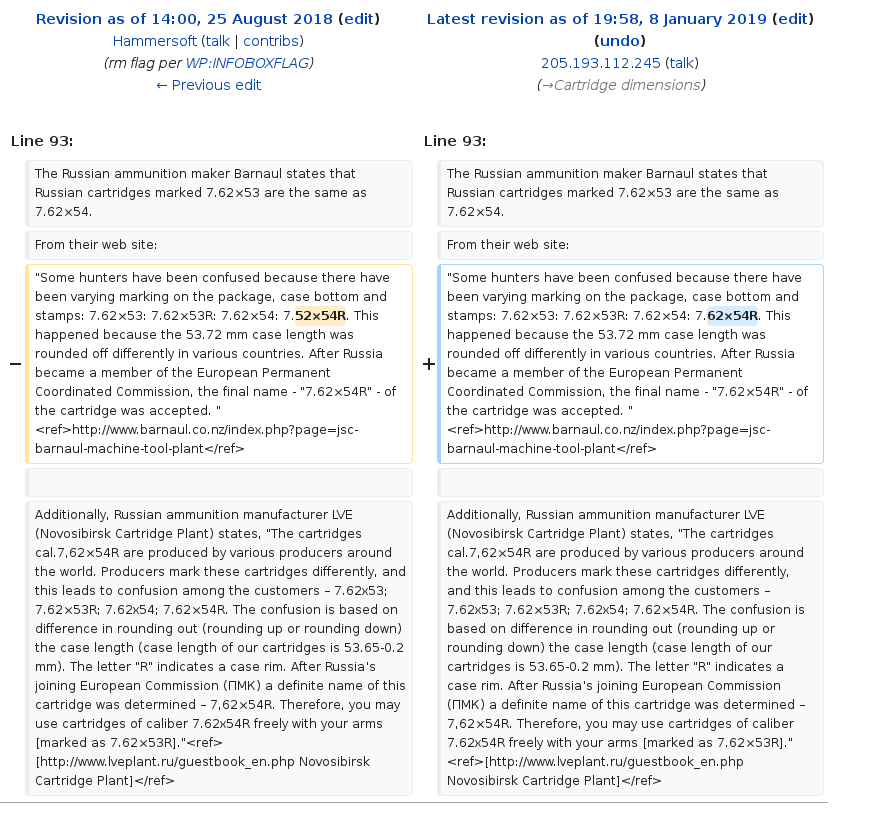 Revision as of 14:00, 25 August 2018 (edit)
Hammersoft (talk | contribs)
(rm flag per WP:INFOBOXFLAG)
← Previous edit
Latest revision as of 19:58, 8 January 2019 (edit)
(undo)
205.193.112.245 (talk)
(→Cartridge dimensions)
Line 93:
Line 93:
The Russian ammunition maker Barnaul states that
Russian cartridges marked 7.62×53 are the same as
7.62×54.
The Russian ammunition maker Barnaul states that
Russian cartridges marked 7.62×53 are the same as
7.62×54.
From their web site:
From their web site:
−
"Some hunters have been confused because there have
been varying marking on the package, case bottom and
stamps: 7.62×53: 7.62×53R: 7.62×54: 7.52×54R. This
happened because the 53.72 mm case length was
rounded off differently in various countries. After Russia
became a member of the European Permanent
Coordinated Commission, the final name - "7.62×54R" - of
the cartridge was accepted. "
<ref>http://www.barnaul.co.nz/index.php?page=jsc-
barnaul-machine-tool-plant</ref>
+
"Some hunters have been confused because there have
been varying marking on the package, case bottom and
stamps: 7.62×53: 7.62×53R: 7.62×54: 7.62×54R. This
happened because the 53.72 mm case length was
rounded off differently in various countries. After Russia
became a member of the European Permanent
Coordinated Commission, the final name - "7.62×54R" - of
the cartridge was accepted. "
<ref>http://www.barnaul.co.nz/index.php?page=jsc-
barnaul-machine-tool-plant</ref>
Additionally, Russian ammunition manufacturer LVE
(Novosibirsk Cartridge Plant) states, "The cartridges
cal.7,62×54R are produced by various producers around
the world. Producers mark these cartridges differently, and
this leads to confusion among the customers – 7.62x53;
7.62×53R; 7.62x54; 7.62×54R. The confusion is based on
difference in rounding out (rounding up or rounding down)
the case length (case length of our cartridges is 53.65-0.2
mm). The letter "R" indicates a case rim. After Russia's
joining European Commission (ПМК) a definite name of this
cartridge was determined – 7,62×54R. Therefore, you may
use cartridges of caliber 7.62x54R freely with your arms
[marked as 7.62×53R]."<ref>
[http://www.lveplant.ru/guestbook_en.php Novosibirsk
Cartridge Plant]</ref>
Additionally, Russian ammunition manufacturer LVE
(Novosibirsk Cartridge Plant) states, "The cartridges
cal.7,62×54R are produced by various producers around
the world. Producers mark these cartridges differently,
and this leads to confusion among the customers –
7.62x53; 7.62×53R; 7.62x54; 7.62×54R. The confusion is
based on difference in rounding out (rounding up or
rounding down) the case length (case length of our
cartridges is 53.65-0.2 mm). The letter "R" indicates a
case rim. After Russia's joining European Commission
(ПМК) a definite name of this cartridge was determined –
7,62×54R. Therefore, you may use cartridges of caliber
7.62x54R freely with your arms [marked as 7.62×53R]."
<ref>[http://www.lveplant.ru/guestbook_en.php
Novosibirsk Cartridge Plant]</ref>